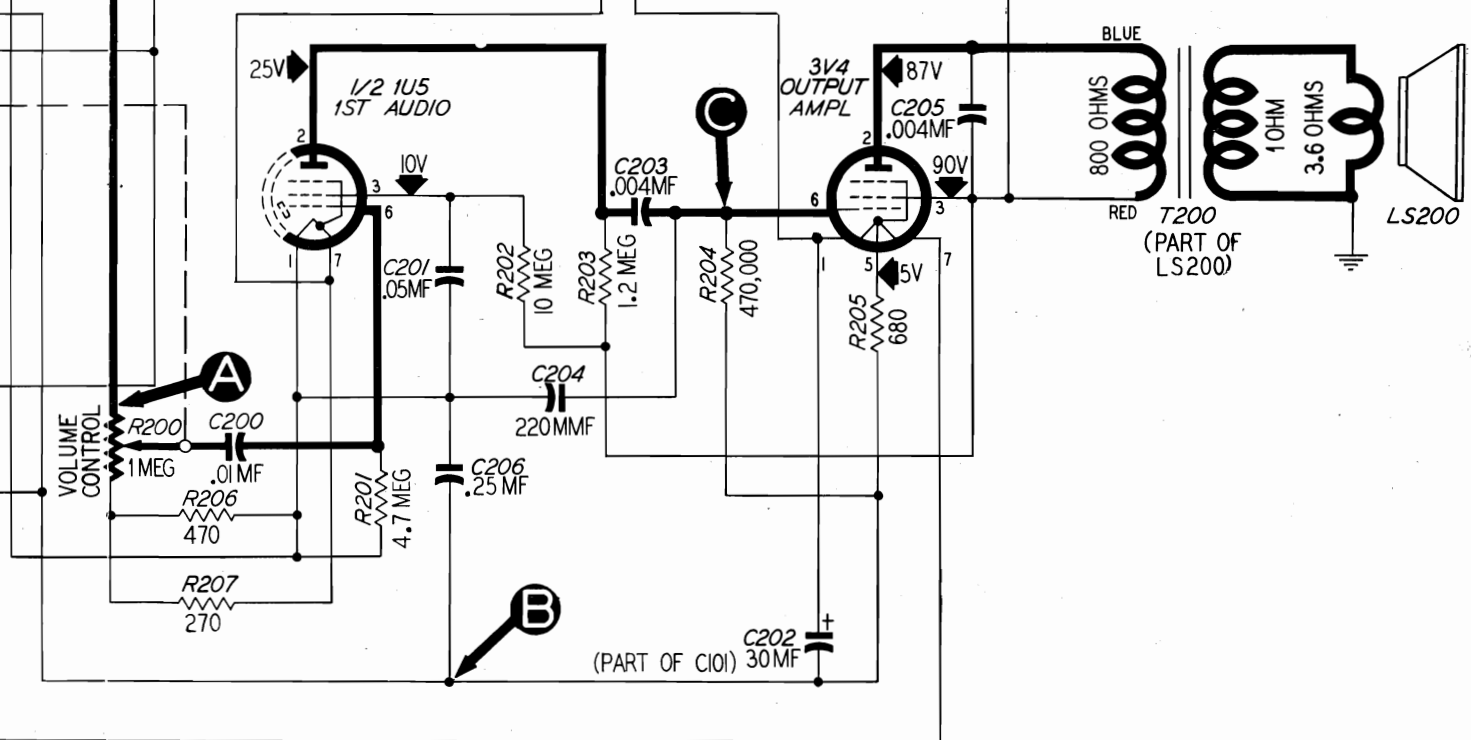 BLUE
25V
1/2 1U5
1ST AUDIO
3V4
OUTPUT
AMPL
87V
C205
.004MF
800 OHMS
1 OHM
3.6 OHMS
C
2
10V
3
6
C203
.004MF
2
90V
6
3
RED
T200
(PART OF
LS200)
LS200
1
7
C201
.05MF
R202
10 MEG
R203
1.2 MEG
R204
470,000
1
5
7
5V
R205
680
A
C204
220MMF
VOLUME
CONTROL
R200
1MEG
C200
.01MF
C206
.25MF
R201
4.7 MEG
R206
470
R207
270
B
(PART OF C101)
C202
30MF
+